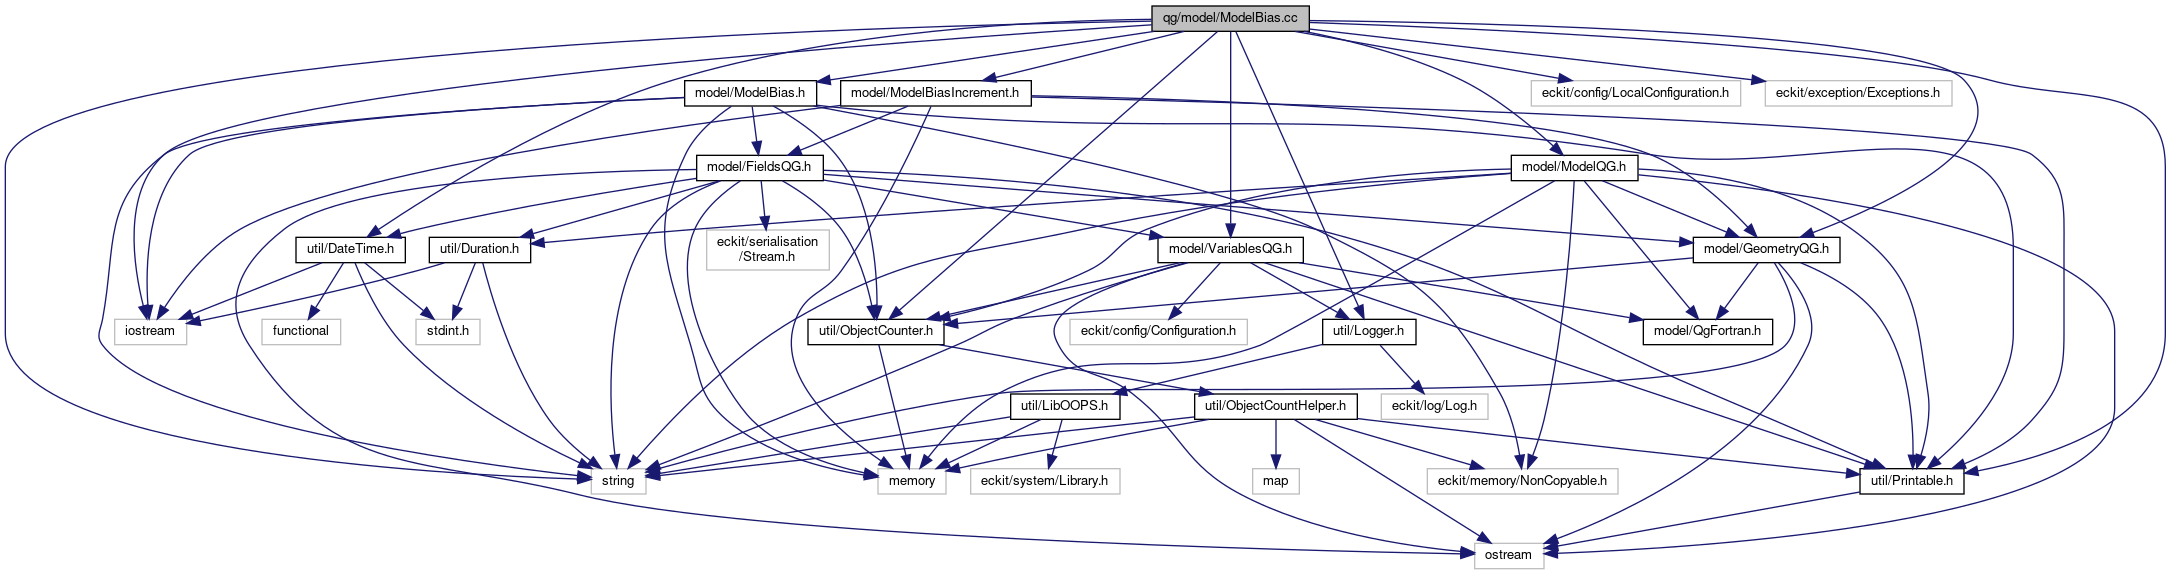 qg/model/ModelBias.cc
model/ModelBias.h
model/ModelBiasIncrement.h
eckit/config/LocalConfiguration.h
eckit/exception/Exceptions.h
model/FieldsQG.h
model/ModelQG.h
util/DateTime.h
util/Duration.h
eckit/serialisation
/Stream.h
model/VariablesQG.h
model/GeometryQG.h
iostream
functional
stdint.h
util/ObjectCounter.h
eckit/config/Configuration.h
util/Logger.h
model/QgFortran.h
util/LibOOPS.h
util/ObjectCountHelper.h
eckit/log/Log.h
string
memory
eckit/system/Library.h
map
eckit/memory/NonCopyable.h
util/Printable.h
ostream